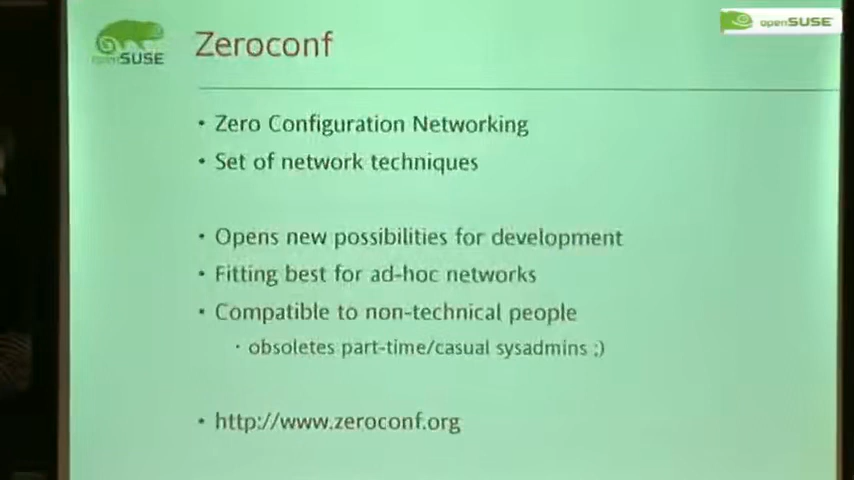 openSUSE
Zeroconf
openSUSE
• Zero Configuration Networking
• Set of network techniques
• Opens new possibilities for development
• Fitting best for ad-hoc networks
• Compatible to non-technical people
• obsoletes part-time/casual sysadmins ;)
• http://www.zeroconf.org